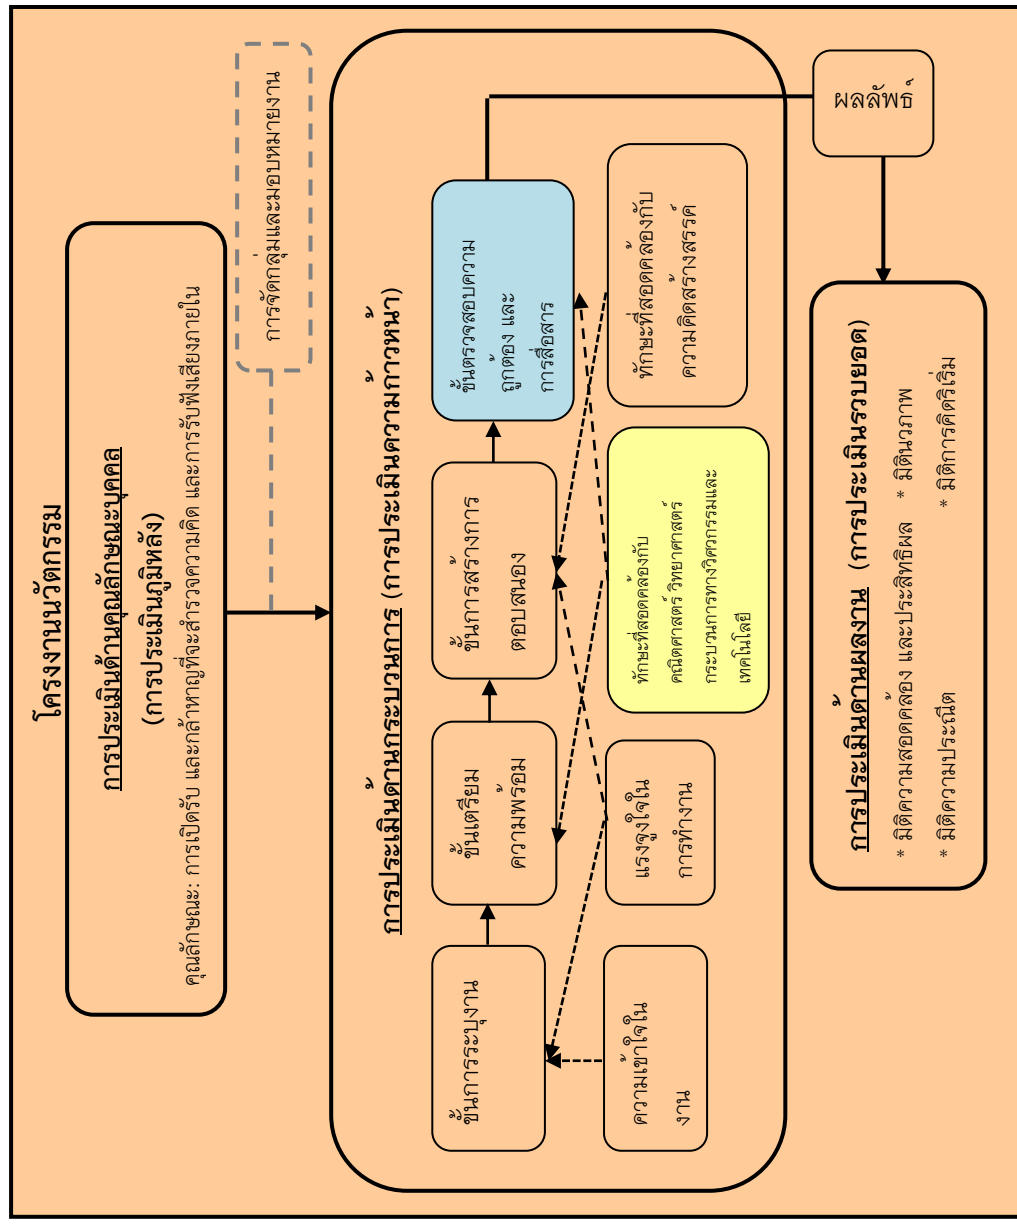 โครงงานนวัตกรรม
การประเมินด้านคุณลักษณะบุคคล
(การประเมินภูมิหลัง)
คุณลักษณะ: การเปิดรับ และกล้าหาญที่จะสำรวจความคิด และการรับฟังเสียงภายใน
การจัดกลุ่มและมอบหมายงาน
การประเมินด้านกระบวนการ (การประเมินความก้าวหน้า)
ขั้นการระบุงาน
ขั้นเตรียม
ความพร้อม
ขั้นการสร้างการ
ตอบสนอง
ขั้นตรวจสอบความ
ถูกต้อง และ
การสื่อสาร
ความเข้าใจใน
งาน
แรงจูงใจใน
การทำงาน
ทักษะที่สอดคล้องกับ
คณิตศาสตร์ วิทยาศาสตร์
กระบวนการทางวิศวกรรมและ
เทคโนโลยี
ทักษะที่สอดคล้องกับ
ความคิดสร้างสรรค์
ผลลัพธ์
การประเมินด้านผลงาน (การประเมินรวบยอด)
* มิติความสอดคล้อง และประสิทธิผล * มิตินวภาพ
* มิติความประณีต * มิติการคิดริเริ่ม